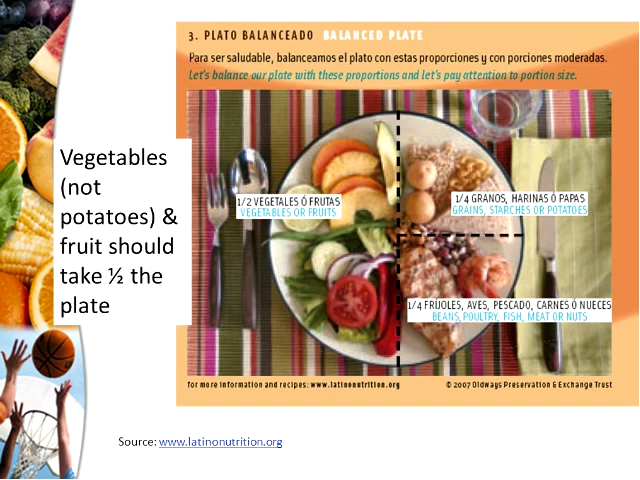 3. PLATO BALANCEADO BALANCED PLATE
Para ser saludable, balanceamos el plato con estas proporciones y con porciones moderadas.
Let's balance our plate with these proportions and let's pay attention to portion size.
Vegetables
(not
potatoes) &
fruit should
take ½ the
plate
1/2 VEGETALES Ó FRUTAS
VEGETABLES OR FRUITS
1/4 GRANOS, HARINAS Ó PAPAS
GRAINS, STARCHES OR POTATOES
1/4 FRÍJOLES, AVES, PESCADO, CARNES Ó NUECES
BEANS, POULTRY, FISH, MEAT OR NUTS
for more information and recipes: www.latinonutrition.org
© 2007 Oldways Preservation & Exchange Trust
Source: www.latinonutrition.org